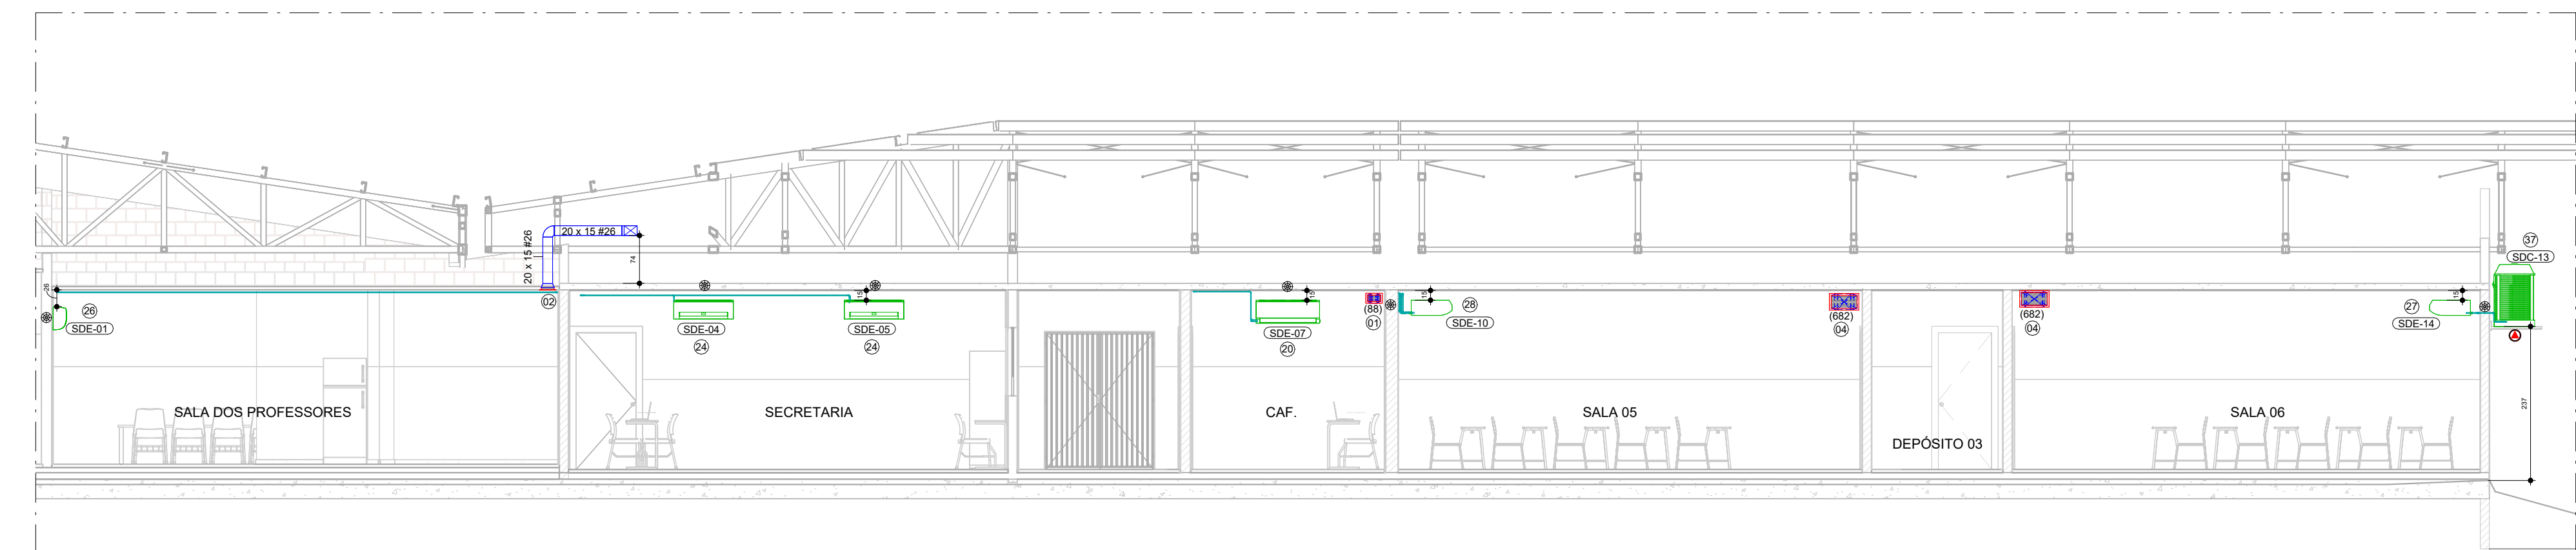 20 x 15 #26
20 x 15 #26
74
37
SDC-13
26
26
SDE-01
02
SDE-04
24
15
SDE-05
24
15
SDE-07
20
(88)
01
15
28
SDE-10
(682)
04
(682)
04
27
SDE-14
15
237
SALA DOS PROFESSORES
SECRETARIA
CAF.
SALA 05
DEPÓSITO 03
SALA 06